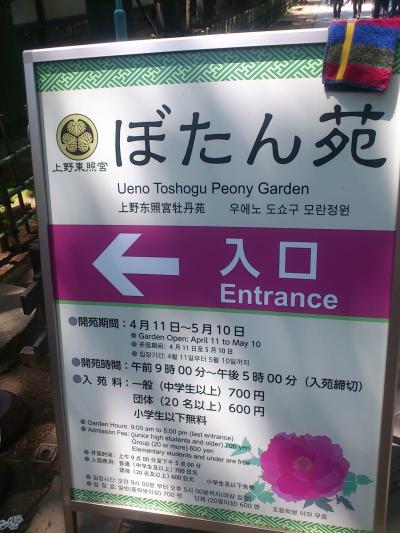 上野東照宮
ぼたん苑
Ueno Toshogu Peony Garden
上野东照宫牡丹苑 우에노 도쇼구 모란정원
入口
Entrance
●開苑期間：4月11日～5月10日
● Garden Open: April 11 to May 10
● 开苑期间：4月11日至5月10日
● 입장기간: 4월 11일부터 5월 10일까지
●開苑時間：午前9時00分～午後5時00分（入苑締切）
●入苑料：一般（中学生以上）700円
団体（20名以上）600円
小学生以下無料
● Garden Hours: 9:00 am to 5:00 pm (last entrance)
● Admission Fee: (junior high students and older) 700 yen
Group (20 or more) 600 yen
Elementary students and under are free